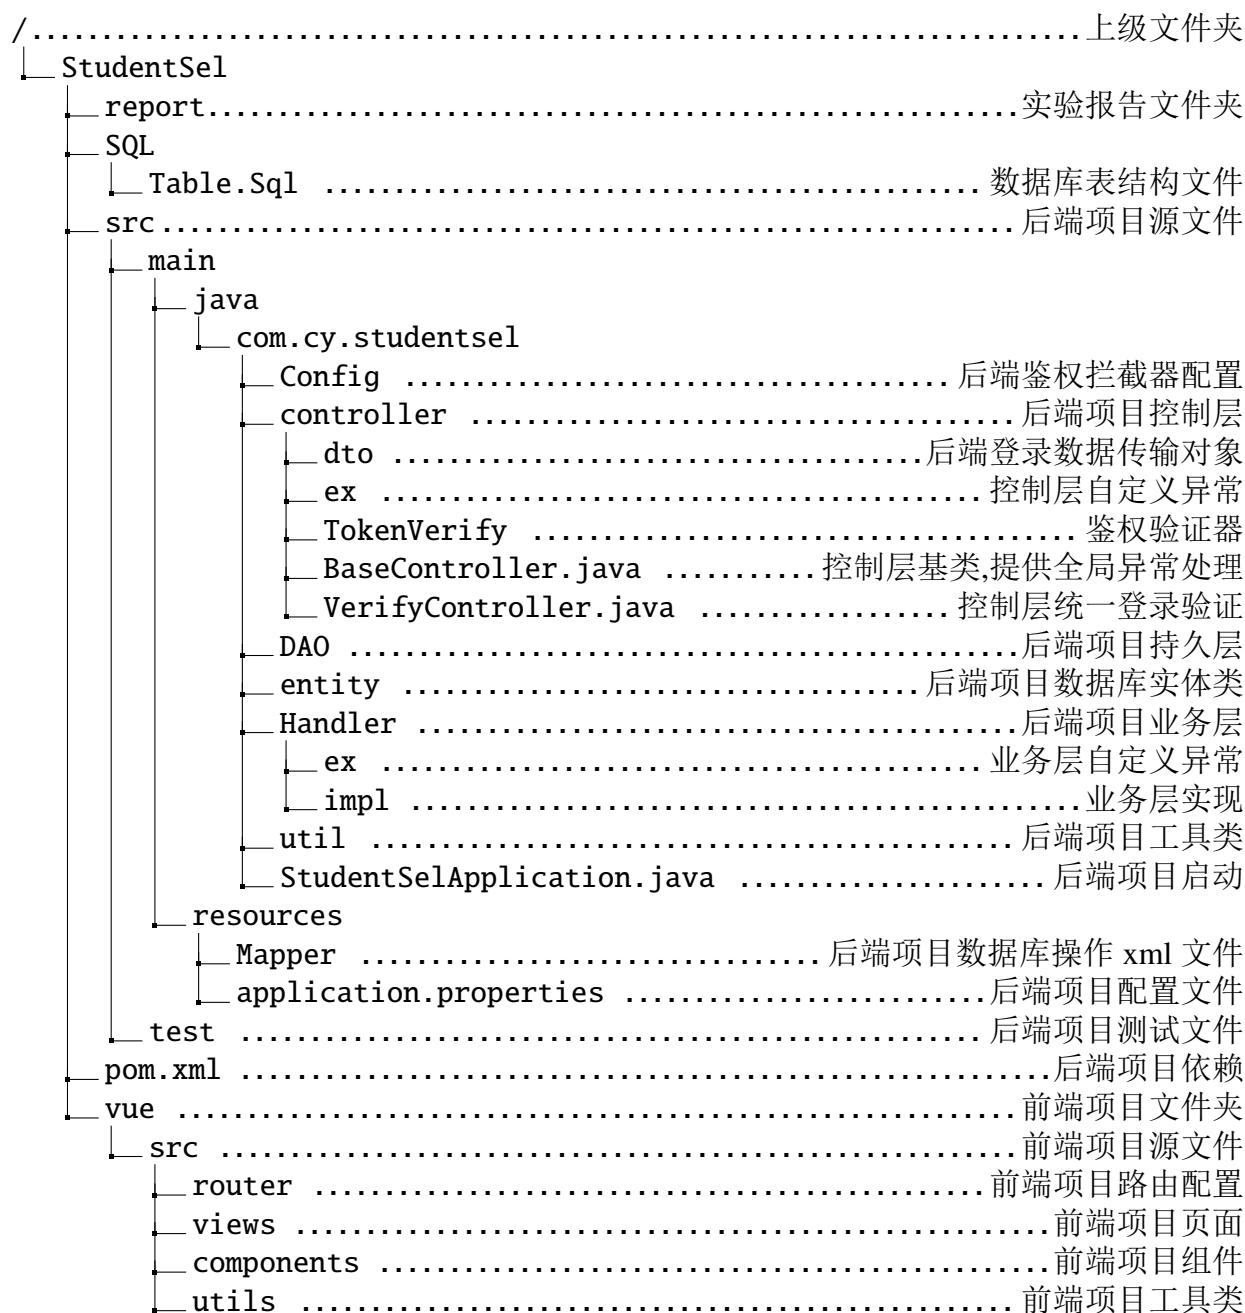 /...........................................................................上级文件夹
StudentSel
report..........................................................实验报告文件夹
SQL
Table.Sql ...............................................数据库表结构文件
src.............................................................后端项目源文件
main
java
com.cy.studentsel
Config .......................................后端鉴权拦截器配置
controller .......................................后端项目控制层
dto ......................................后端登录数据传输对象
ex ...........................................控制层自定义异常
TokenVerify .......................................鉴权验证器
BaseController.java ...........控制层基类,提供全局异常处理
VerifyController.java ..................控制层统一登录验证
DAO ................................................后端项目持久层
entity .....................................后端项目数据库实体类
Handler ...........................................后端项目业务层
ex ...........................................业务层自定义异常
impl ................................................业务层实现
util ..............................................后端项目工具类
StudentSelApplication.java ......................后端项目启动
resources
Mapper .................................后端项目数据库操作 xml 文件
application.properties ..........................后端项目配置文件
test .....................................................后端项目测试文件
pom.xml ..........................................................后端项目依赖
vue ............................................................前端项目文件夹
src .........................................................前端项目源文件
router ................................................前端项目路由配置
views ......................................................前端项目页面
components ................................................前端项目组件
utils ...................................................前端项目工具类